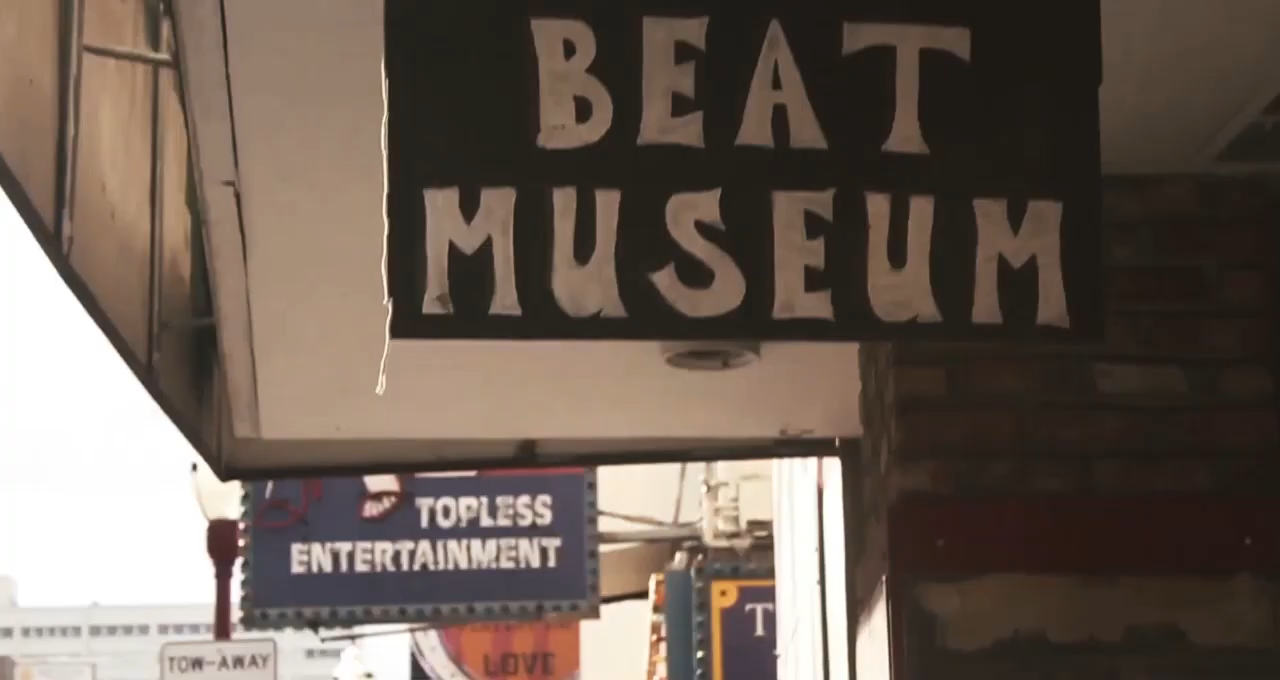 BEAT
MUSEUM
TOPLESS
ENTERTAINMENT
TOW-AWAY
LOVE
T